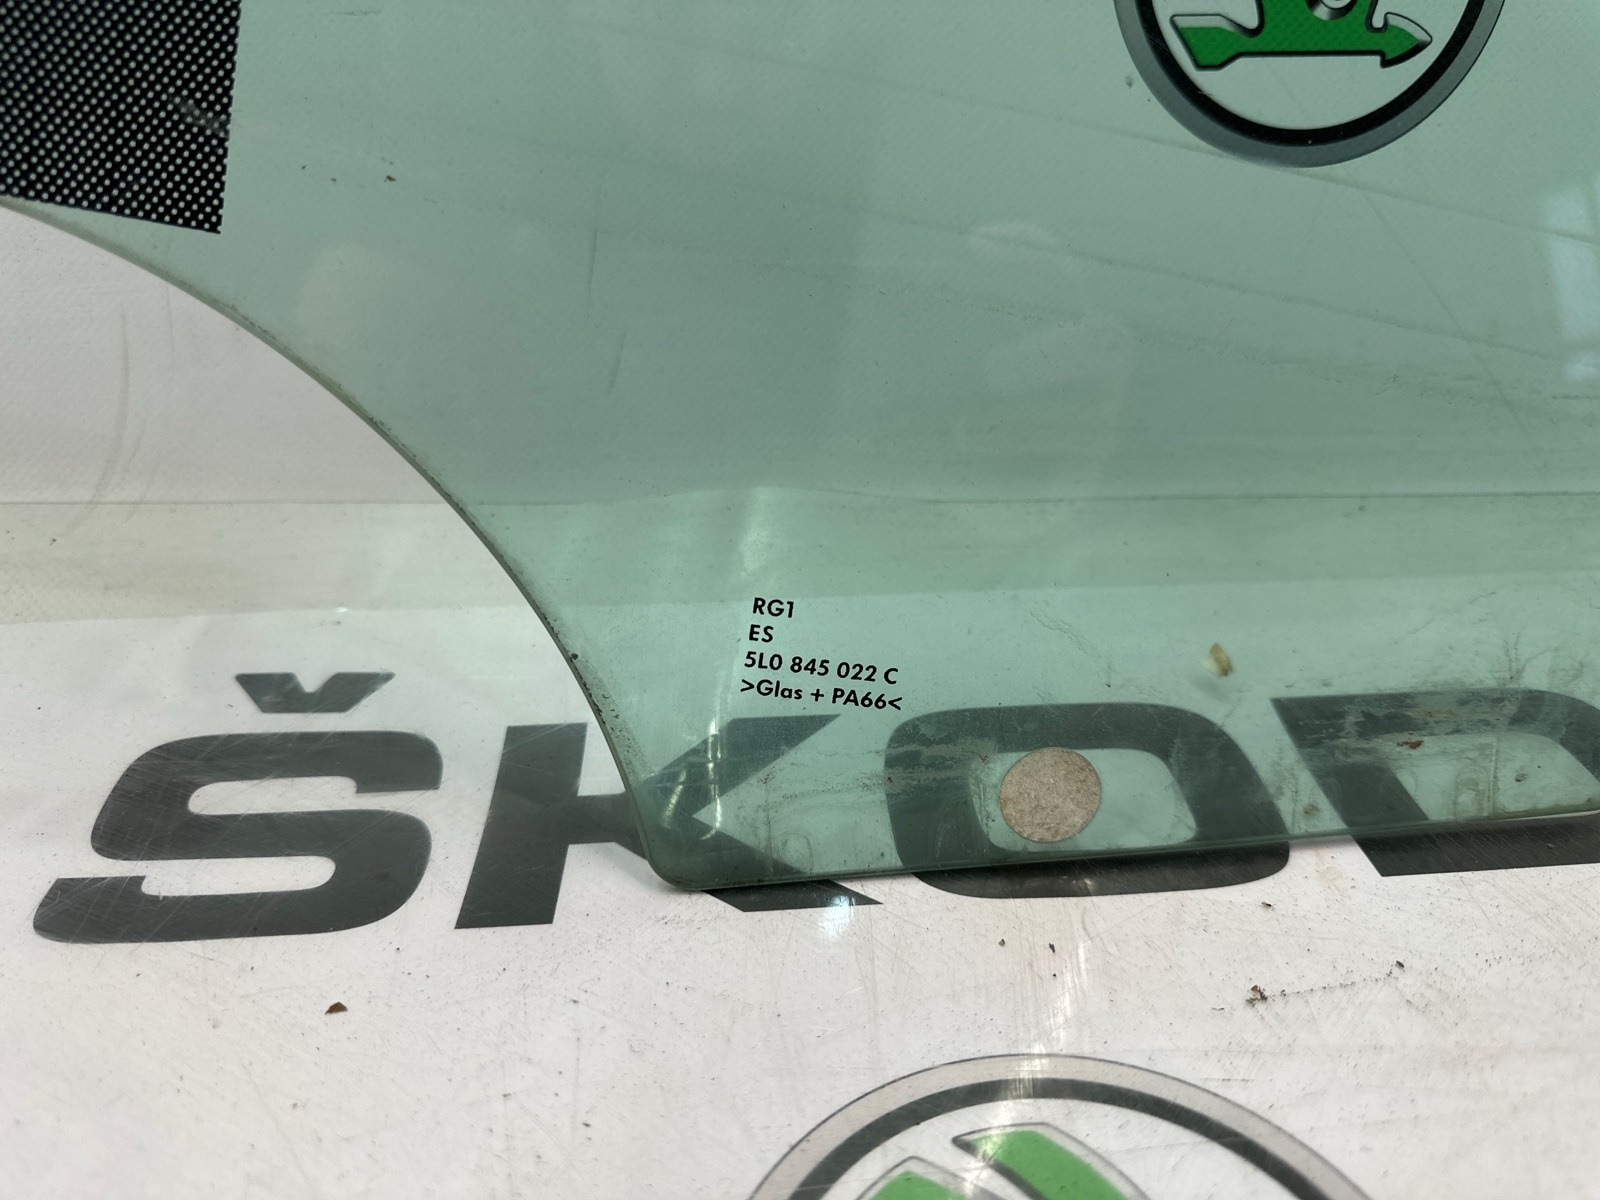 RG1
ES
5L0 845 022 C
>Glas + PA66<
ŠKOD